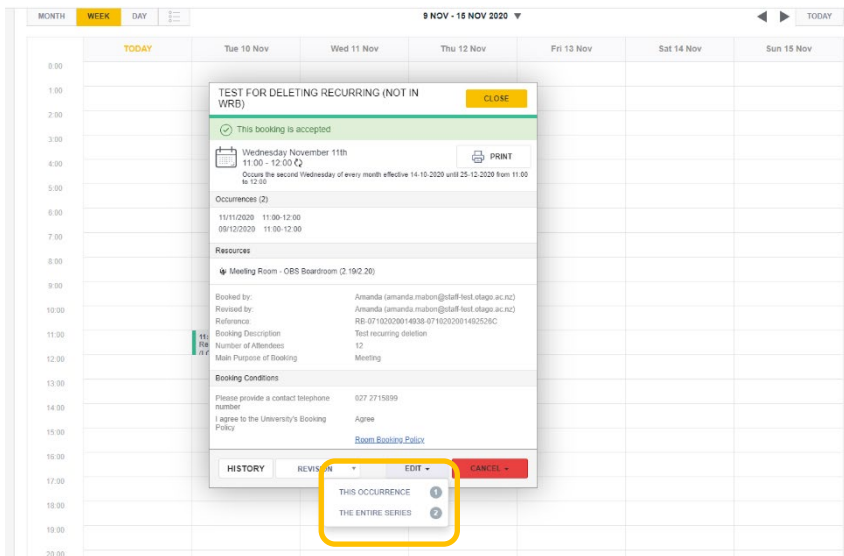 MONTH WEEK DAY 9 NOV - 15 NOV 2020 TODAY
TODAY Tue 10 Nov Wed 11 Nov Thu 12 Nov Fri 13 Nov Sat 14 Nov Sun 15 Nov
0:00
1:00
2:00
3:00
4:00
5:00
6:00
7:00
8:00
9:00
10:00
11:00
12:00
13:00
14:00
15:00
16:00
17:00
18:00
19:00
20:00
11:
Re
TEST FOR DELETING RECURRING (NOT IN
WRB)
CLOSE
This booking is accepted
Wednesday November 11th
11:00 - 12:00
PRINT
Occurs the second Wednesday of every month effective 14-10-2020 until 25-12-2020 from 11:00
to 12:00
Occurrences (2)
11/11/2020 11:00-12:00
09/12/2020 11:00-12:00
Resources
Meeting Room - OBS Boardroom (2.19/2.20)
Booked by: Amanda (amanda.mabon@staff-test.otago.ac.nz)
Revised by: Amanda (amanda.mabon@staff-test.otago.ac.nz)
Reference
Booking Description Test recurring deletion
Number of Attendees 12
Main Purpose of Booking Meeting
Booking Conditions
Please provide a contact telephone 027 2715899
number
I agree to the University's Booking Agree
Policy
Room Booking Policy
HISTORY REVISION EDIT CANCEL
THIS OCCURRENCE 1
THE ENTIRE SERIES 2